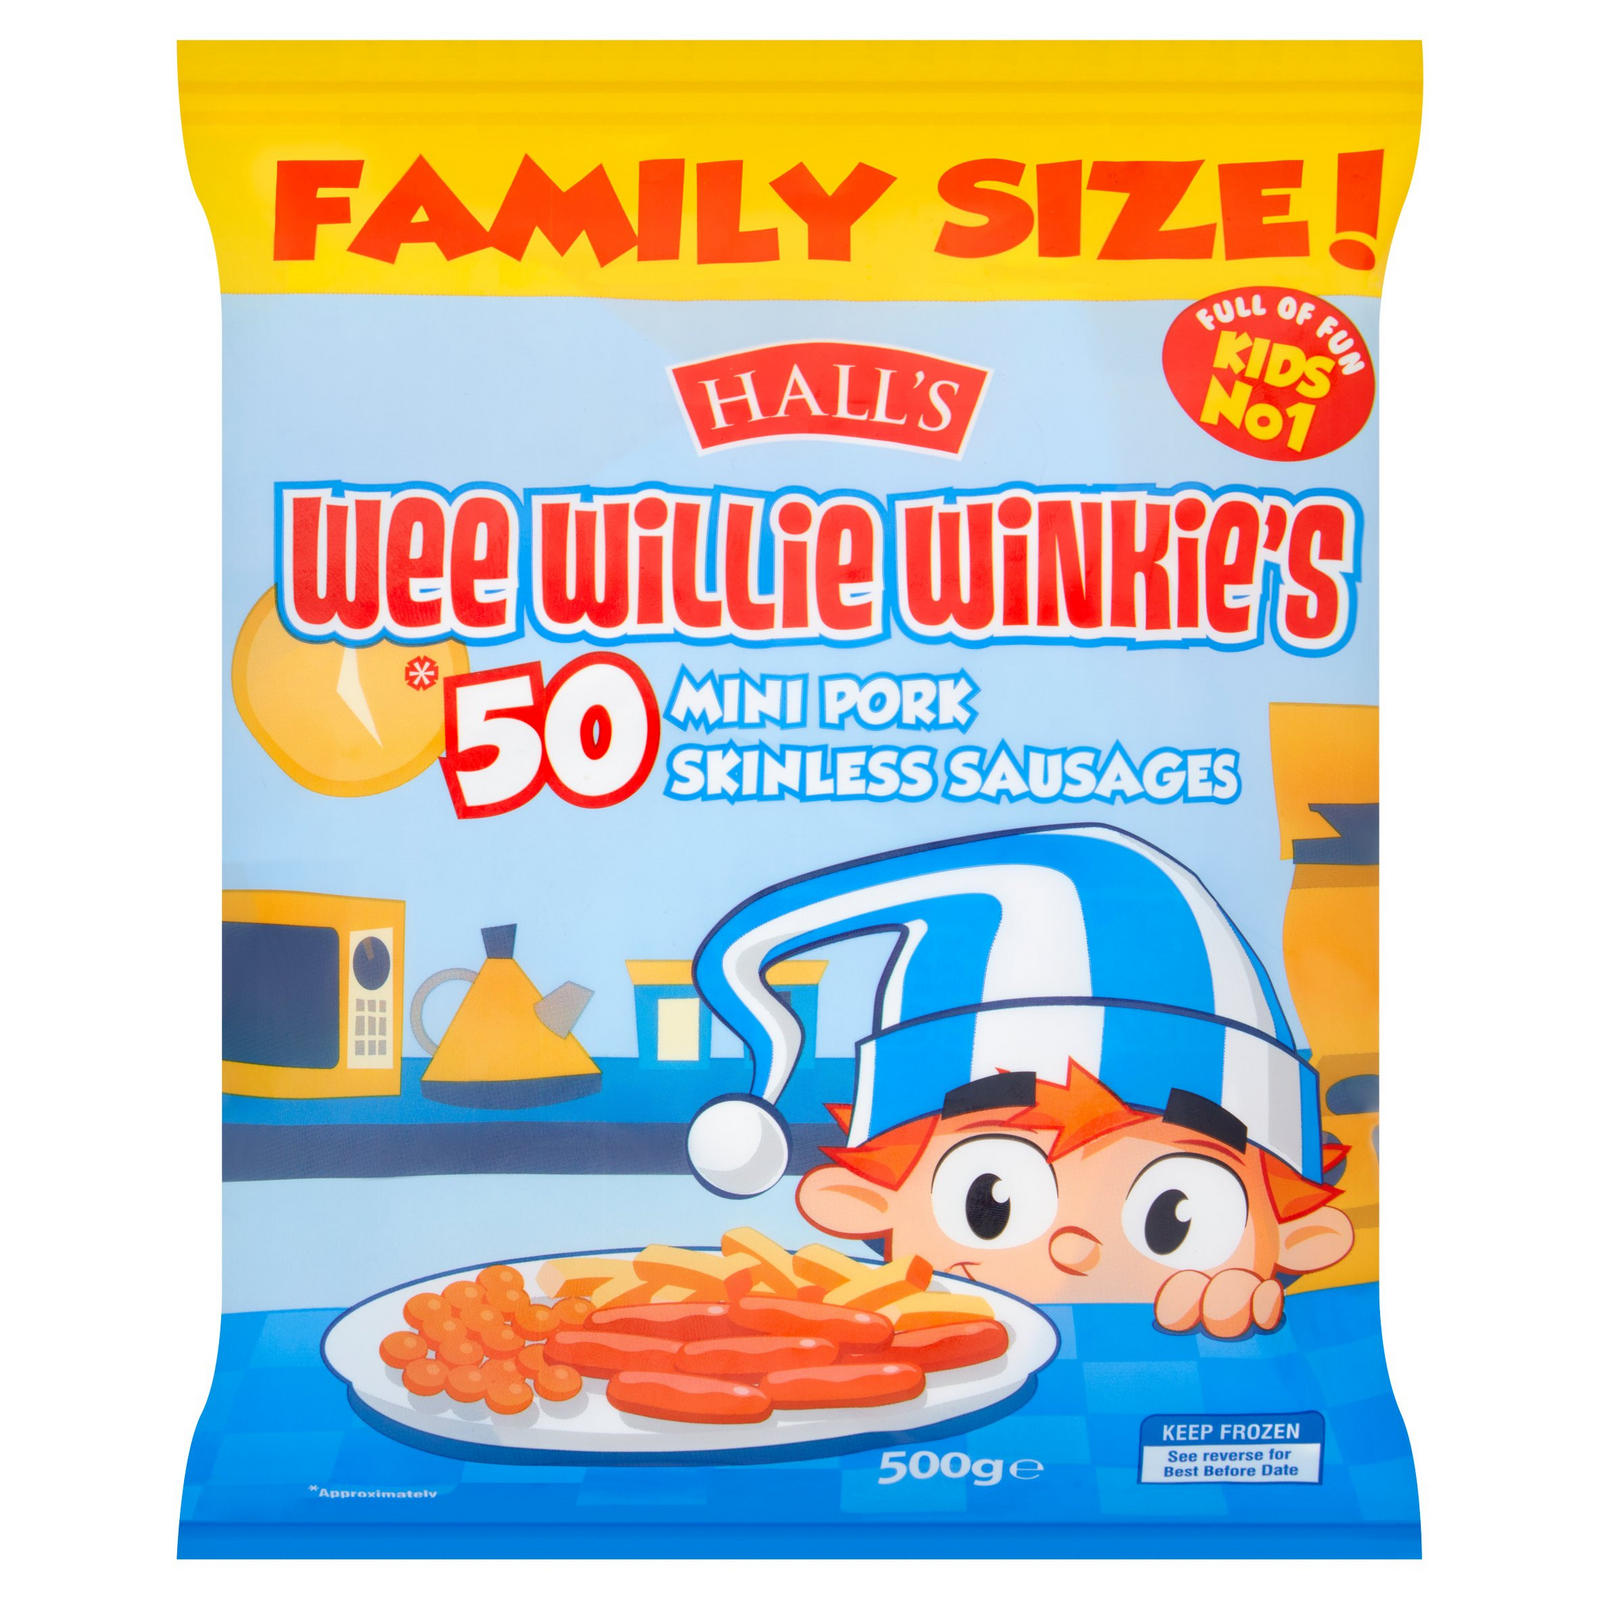 FAMILY SIZE!
FULL OF FUN
KIDS
No1
HALL'S
Wee Willie Winkie's
*50 MINI PORK
SKINLESS SAUSAGES
500g℮
KEEP FROZEN
See reverse for
Best Before Date
*Approximately